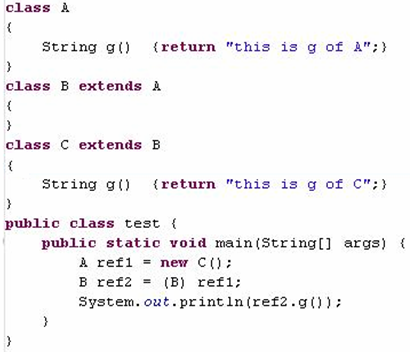 class A
{
    String g()  {return "this is g of A";}
}
class B extends A
{
}
class C extends B
{
    String g()  {return "this is g of C";}
}
public class test {
    public static void main(String[] args) {
        A ref1 = new C();
        B ref2 = (B) ref1;
        System.out.println(ref2.g());
    }
}